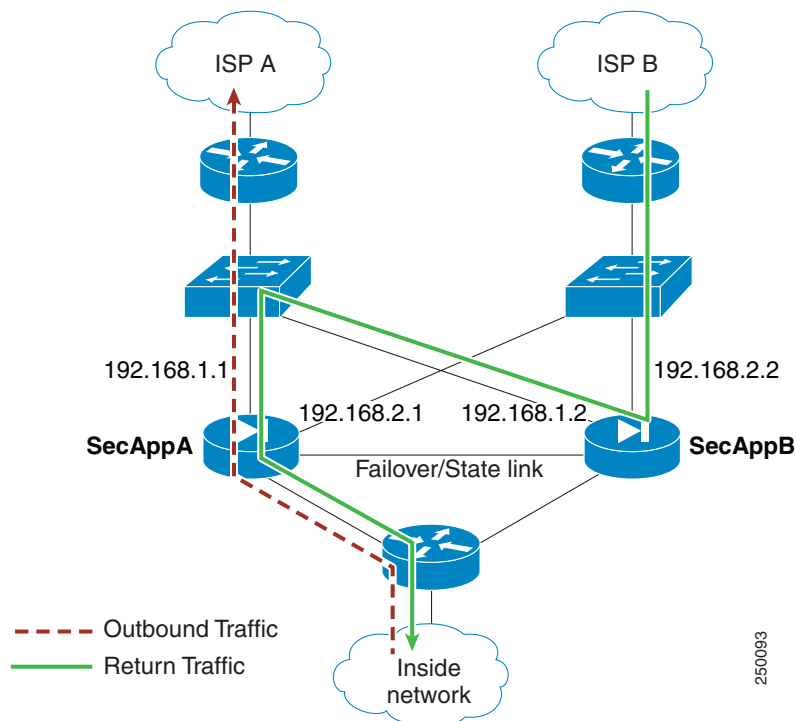 ISP A
ISP B
192.168.1.1
192.168.2.2
192.168.2.1
192.168.1.2
SecAppA
SecAppB
Failover/State link
Outbound Traffic
Return Traffic
Inside
network
250093